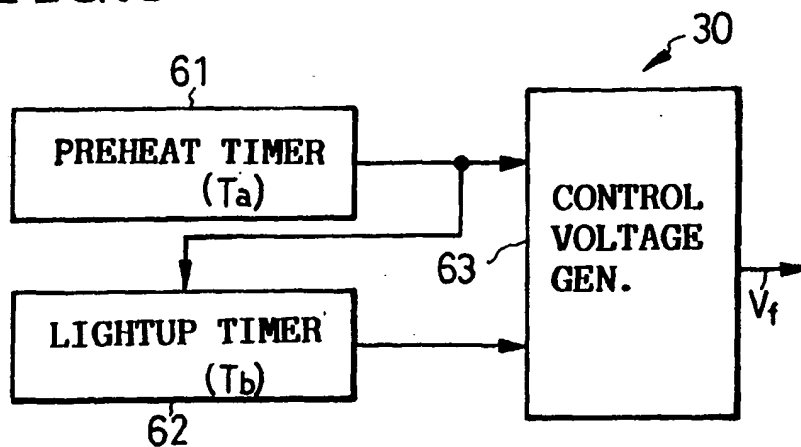 30
61
PREHEAT TIMER
(Ta)
CONTROL
VOLTAGE
GEN.
63
Vf
LIGHTUP TIMER
(Tb)
62